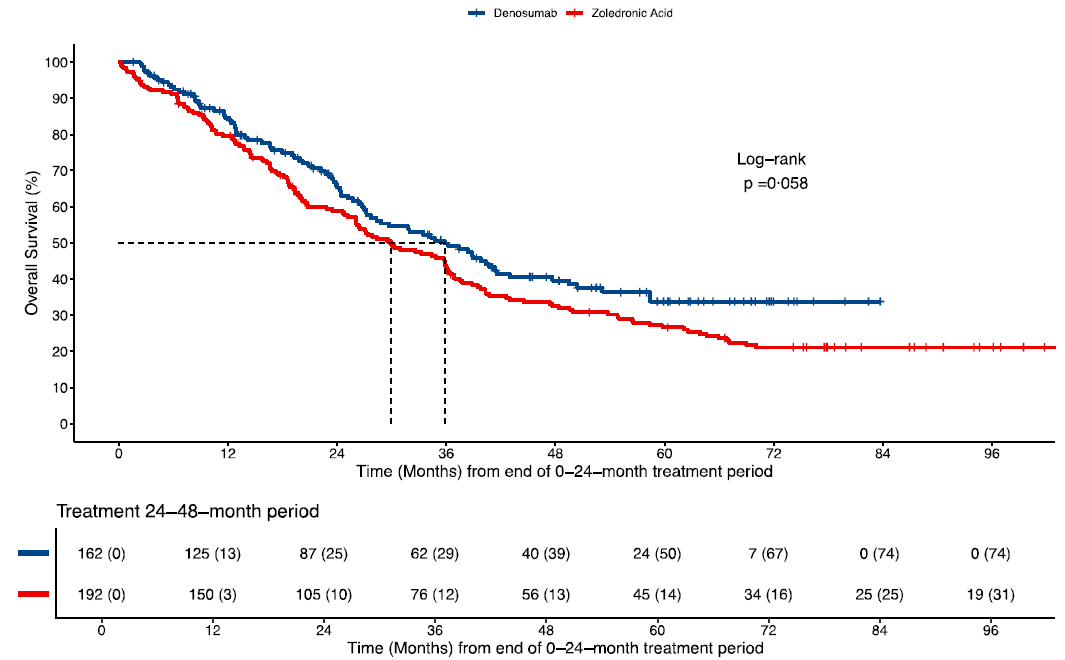 Denosumab Zoledronic Acid
100
90
80
70
60
50
40
30
20
10
0
Overall Survival (%)
Log–rank
p =0·058
0 12 24 36 48 60 72 84 96
Time (Months) from end of 0–24–month treatment period
Treatment 24–48–month period
162 (0) 125 (13) 87 (25) 62 (29) 40 (39) 24 (50) 7 (67) 0 (74) 0 (74)
192 (0) 150 (3) 105 (10) 76 (12) 56 (13) 45 (14) 34 (16) 25 (25) 19 (31)
0 12 24 36 48 60 72 84 96
Time (Months) from end of 0–24–month treatment period